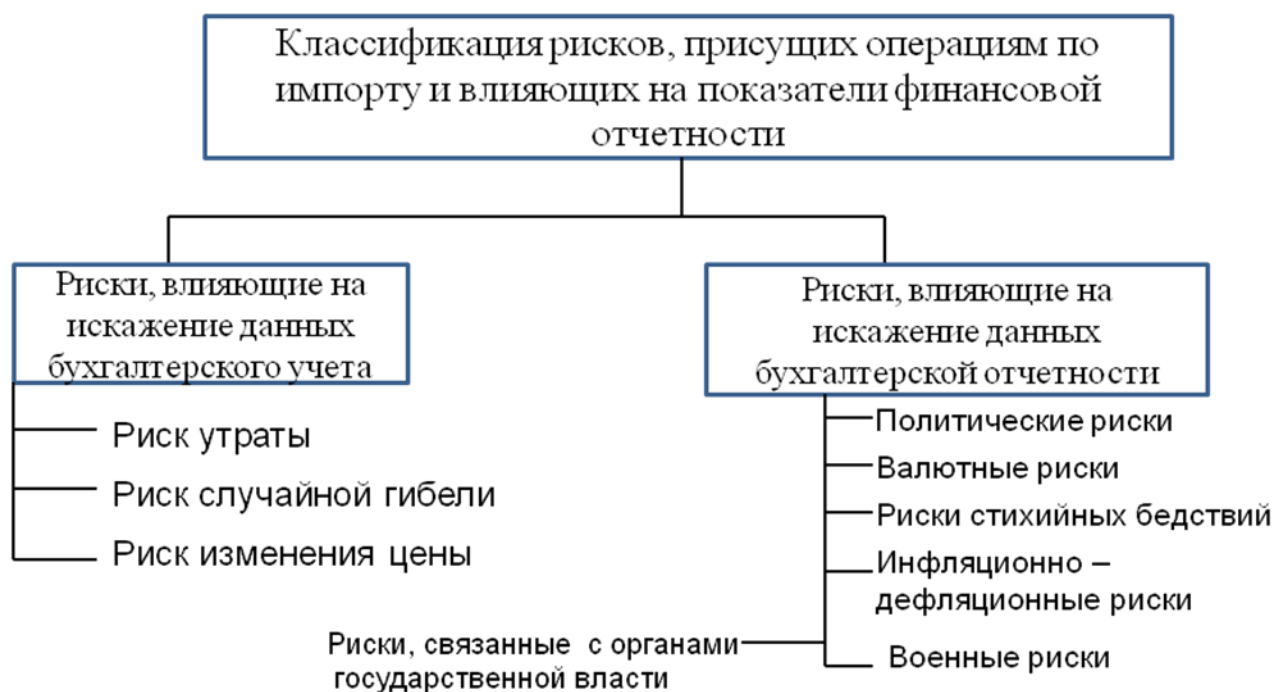 Классификация рисков, присущих операциям по
импорту и влияющих на показатели финансовой
отчетности
Риски, влияющие на
искажение данных
бухгалтерского учета
Риск утраты
Риск случайной гибели
Риск изменения цены
Риски, влияющие на
искажение данных
бухгалтерской отчетности
Политические риски
Валютные риски
Риски стихийных бедствий
Инфляционно –
дефляционные риски
Военные риски
Риски, связанные с органами
государственной власти